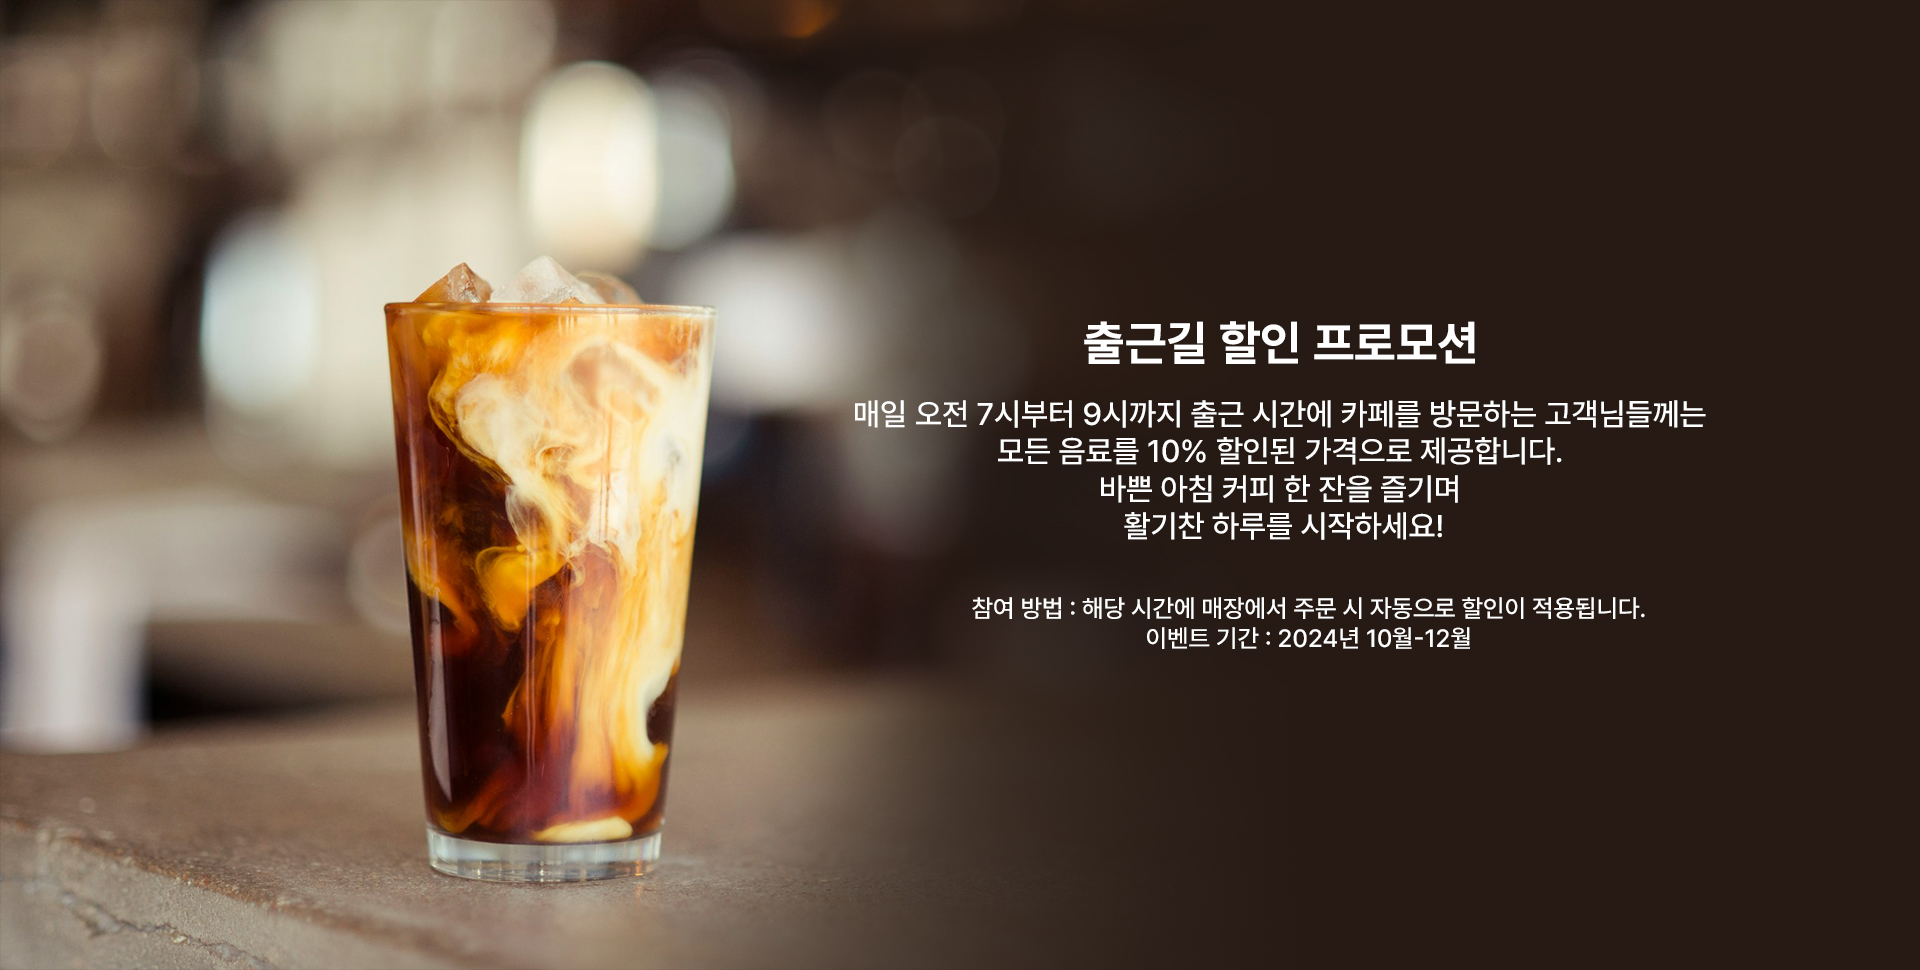 출근길 할인 프로모션
매일 오전 7시부터 9시까지 출근 시간에 카페를 방문하는 고객님들께는
모든 음료를 10% 할인된 가격으로 제공합니다.
바쁜 아침 커피 한 잔을 즐기며
활기찬 하루를 시작하세요!
참여 방법 : 해당 시간에 매장에서 주문 시 자동으로 할인이 적용됩니다.
이벤트 기간 : 2024년 10월-12월